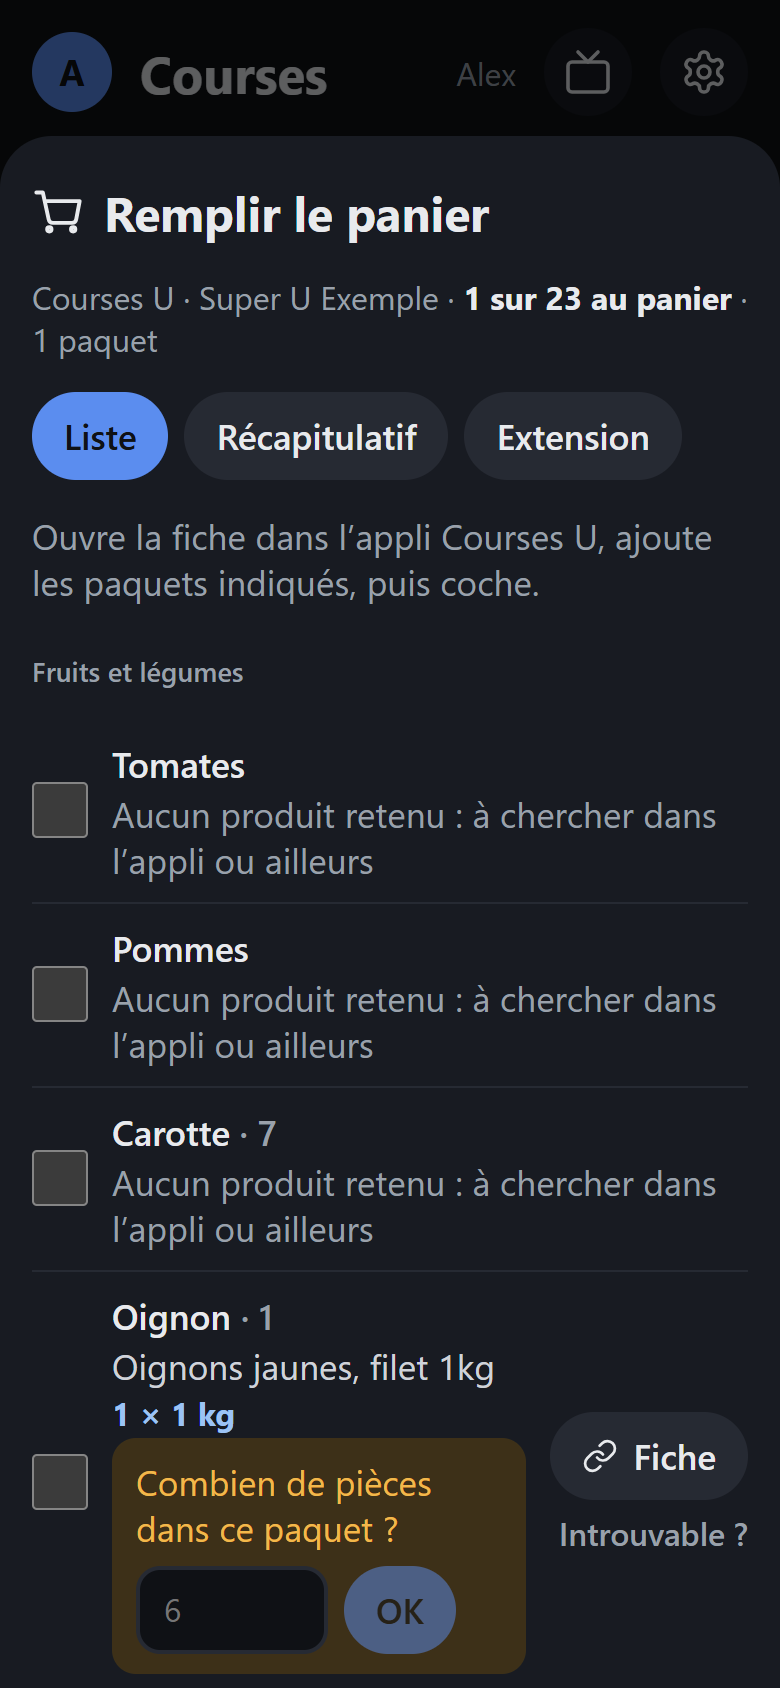 A
Courses
Alex
Remplir le panier
Courses U · Super U Exemple · 1 sur 23 au panier ·
1 paquet
Liste
Récapitulatif
Extension
Ouvre la fiche dans l’appli Courses U, ajoute
les paquets indiqués, puis coche.
Fruits et légumes
Tomates
Aucun produit retenu : à chercher dans
l’appli ou ailleurs
Pommes
Aucun produit retenu : à chercher dans
l’appli ou ailleurs
Carotte · 7
Aucun produit retenu : à chercher dans
l’appli ou ailleurs
Oignon · 1
Oignons jaunes, filet 1kg
1 × 1 kg
Combien de pièces
dans ce paquet ?
6
OK
Fiche
Introuvable ?